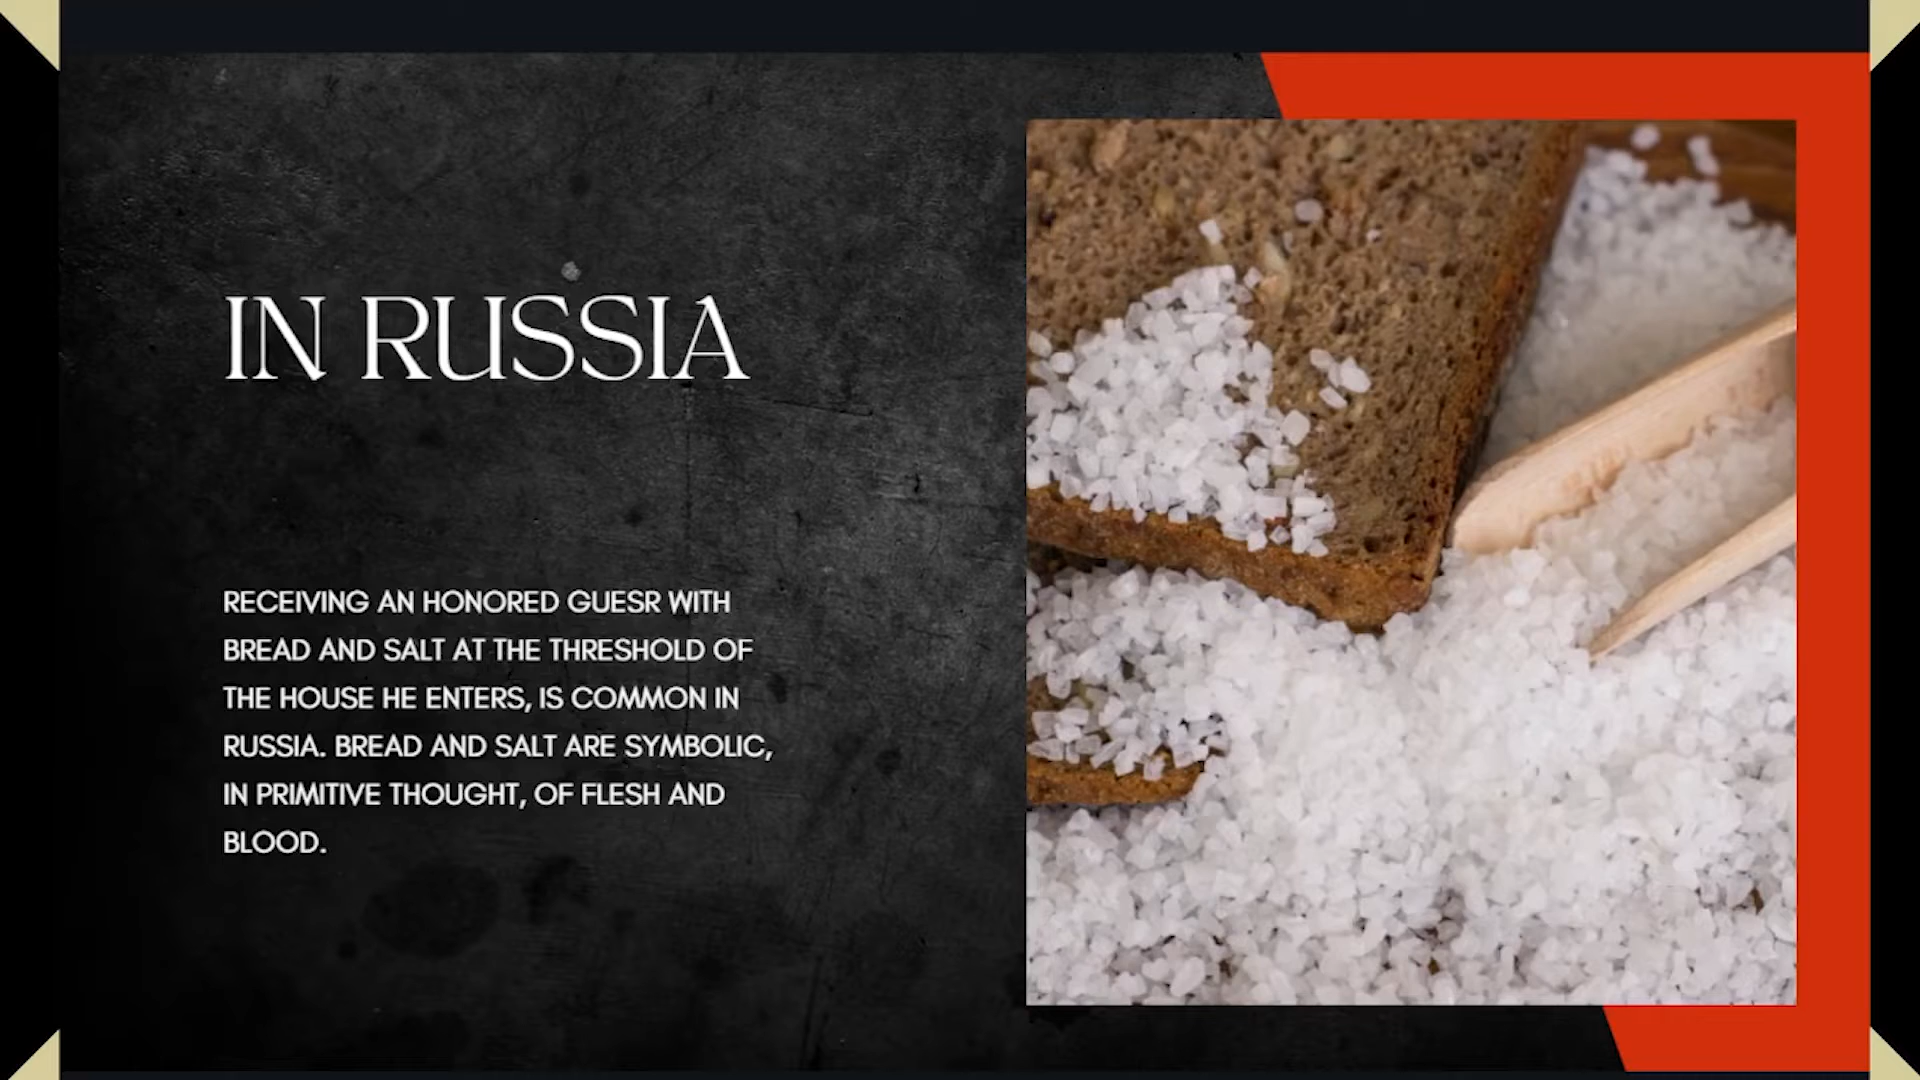 IN RUSSIA
RECEIVING AN HONORED GUESR WITH
BREAD AND SALT AT THE THRESHOLD OF
THE HOUSE HE ENTERS, IS COMMON IN
RUSSIA. BREAD AND SALT ARE SYMBOLIC,
IN PRIMITIVE THOUGHT, OF FLESH AND
BLOOD.